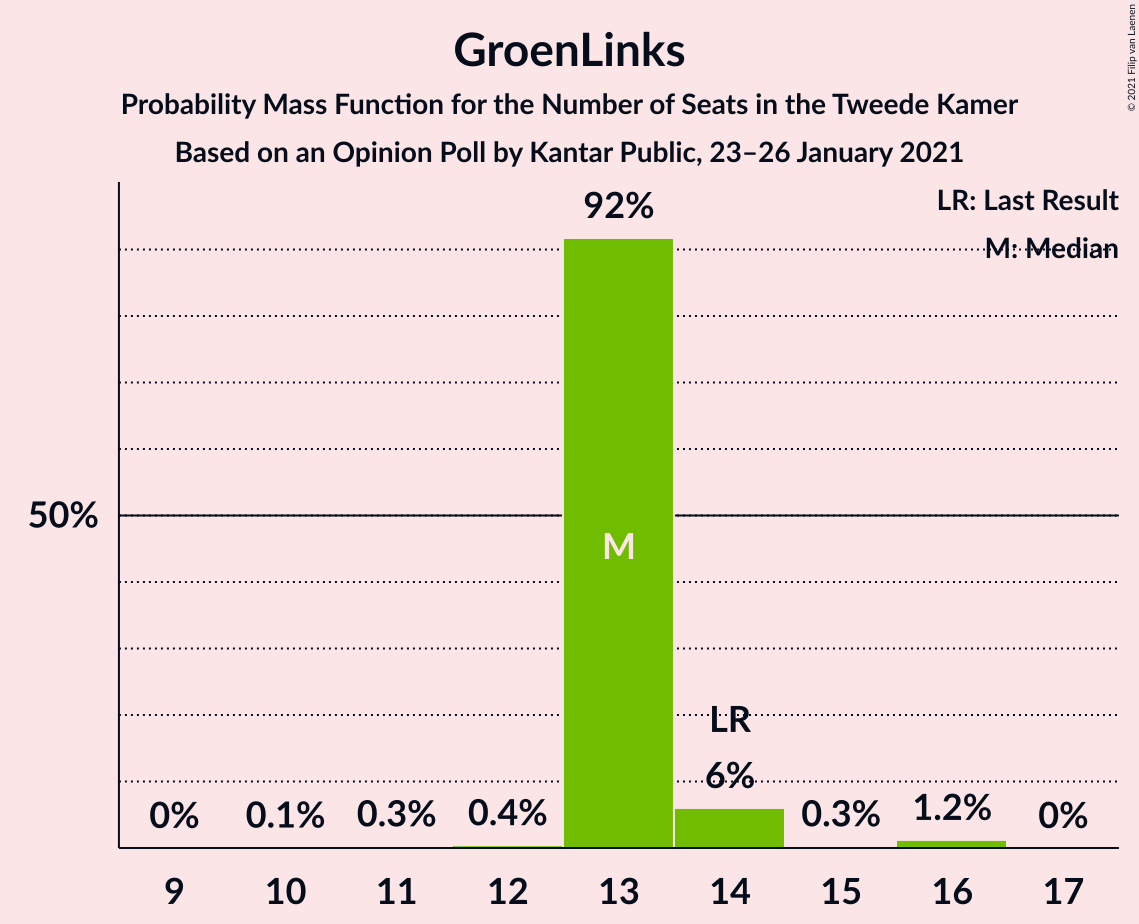 GroenLinks
Probability Mass Function for the Number of Seats in the Tweede Kamer
Based on an Opinion Poll by Kantar Public, 23–26 January 2021
© 2021 Filip van Laenen
LR: Last Result
M: Median
92%
50%
M
LR
6%
0%
0.1%
0.3%
0.4%
0.3%
1.2%
0%
9
10
11
12
13
14
15
16
17